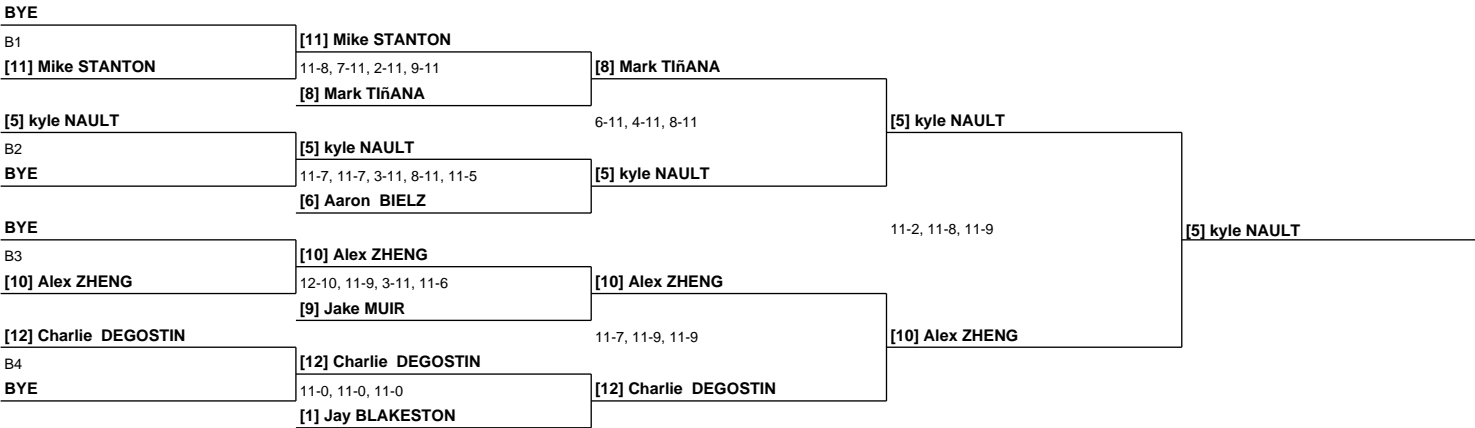 BYE
B1
[11] Mike STANTON
[5] kyle NAULT
B2
BYE
BYE
B3
[10] Alex ZHENG
[12] Charlie  DEGOSTIN
B4
BYE
[11] Mike STANTON
11-8, 7-11, 2-11, 9-11
[8] Mark TIñANA
[5] kyle NAULT
11-7, 11-7, 3-11, 8-11, 11-5
[6] Aaron  BIELZ
[10] Alex ZHENG
12-10, 11-9, 3-11, 11-6
[9] Jake MUIR
[12] Charlie  DEGOSTIN
11-0, 11-0, 11-0
[1] Jay BLAKESTON
[8] Mark TIñANA
6-11, 4-11, 8-11
[5] kyle NAULT
[10] Alex ZHENG
11-7, 11-9, 11-9
[12] Charlie  DEGOSTIN
[5] kyle NAULT
11-2, 11-8, 11-9
[10] Alex ZHENG
[5] kyle NAULT